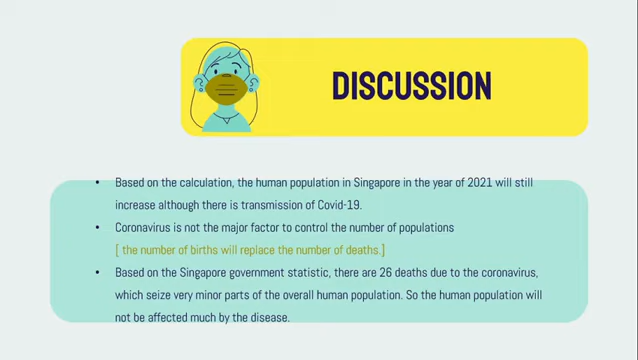 DISCUSSION
• Based on the calculation, the human population in Singapore in the year of 2021 will still
increase although there is transmission of Covid-19.
• Coronavirus is not the major factor to control the number of populations
[ the number of births will replace the number of deaths.]
• Based on the Singapore government statistic, there are 26 deaths due to the coronavirus,
which seize very minor parts of the overall human population. So the human population will
not be affected much by the disease.